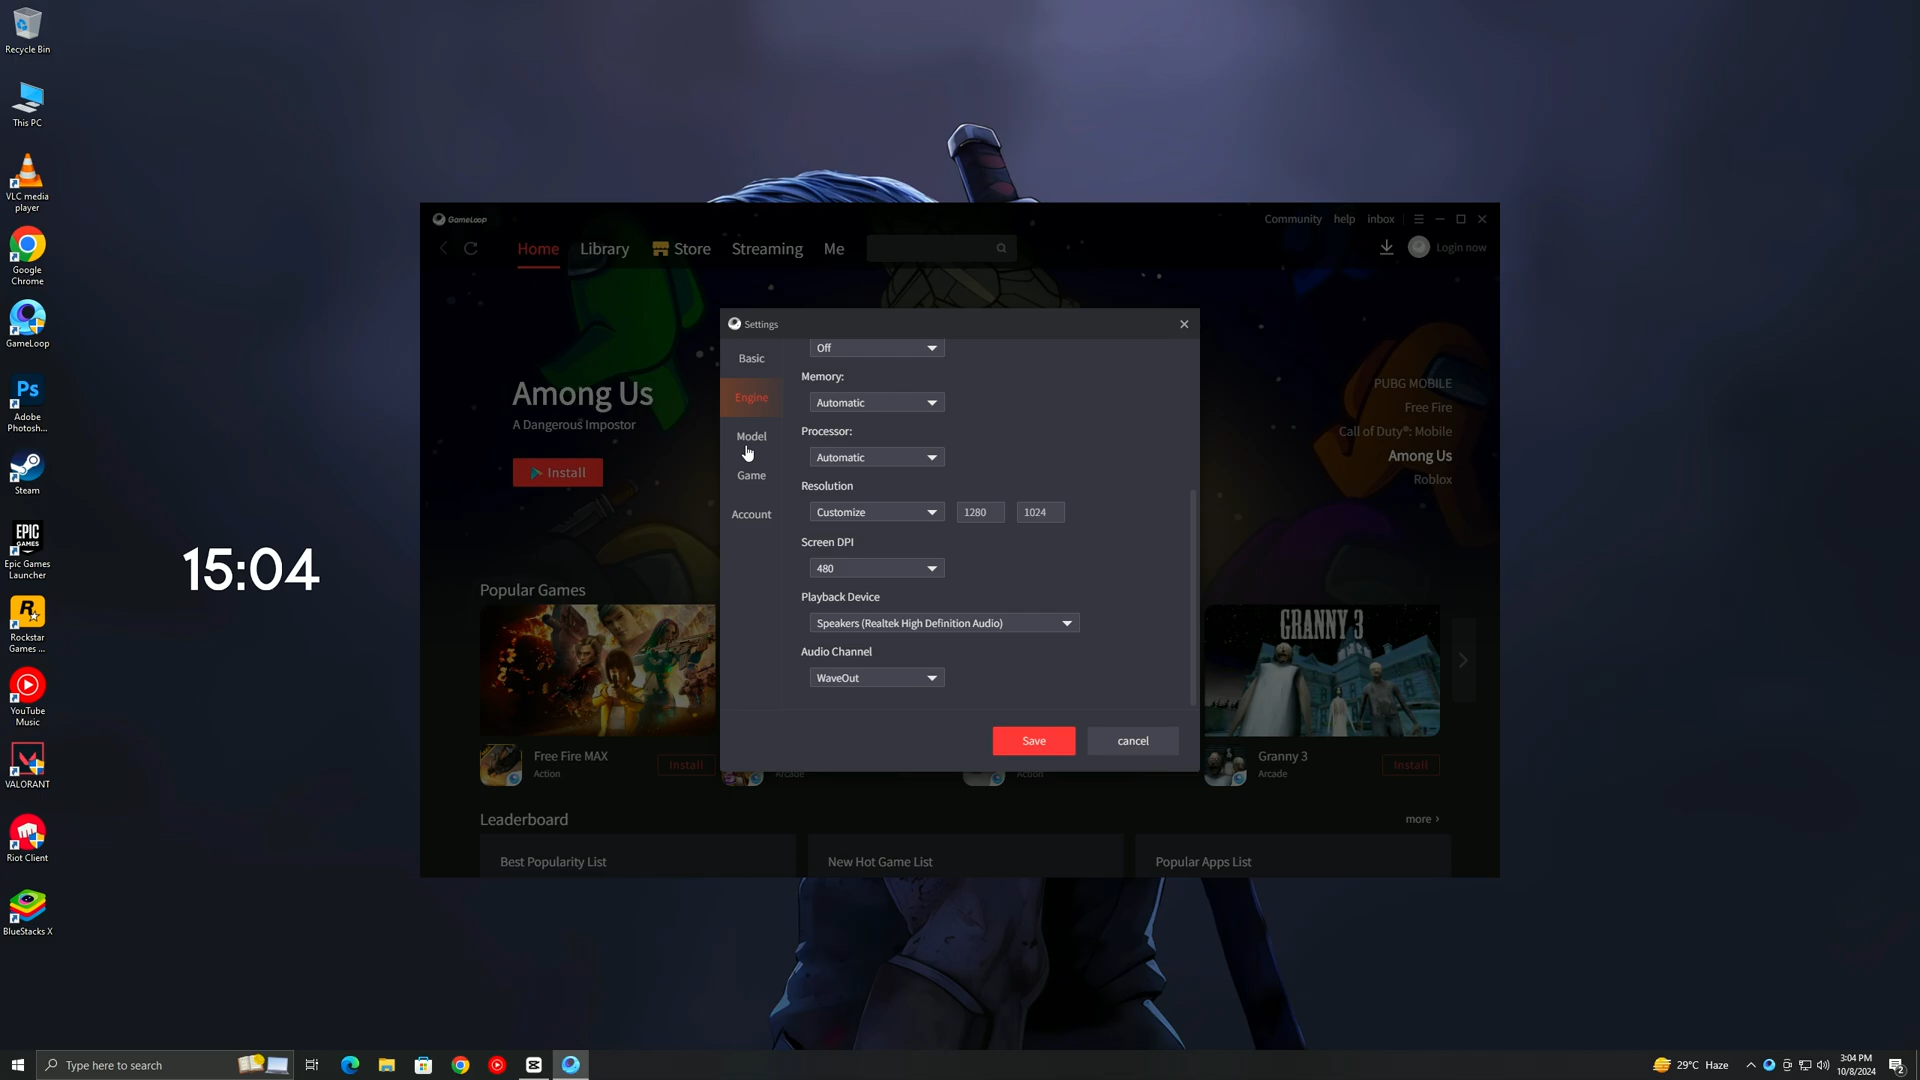 Recycle Bin
This PC
VLC media
player
Google
Chrome
GameLoop
Ps
Adobe
Photosh...
Steam
EPIC
GAMES
Epic Games
Launcher
R
Rockstar
Games ...
YouTube
Music
VALORANT
Riot Client
BlueStacks X
15:04
GameLoop
Community
help
inbox
Home
Library
Store
Streaming
Me
Login now
Among Us
A Dangerous Impostor
Install
PUBG MOBILE
Free Fire
Call of Duty®: Mobile
Among Us
Roblox
Settings
Basic
Engine
Model
Game
Account
Off
Memory:
Automatic
Processor:
Automatic
Resolution
Customize
1280
1024
Screen DPI
480
Playback Device
Speakers (Realtek High Definition Audio)
Audio Channel
WaveOut
Save
cancel
Popular Games
GRANNY 3
Free Fire MAX
Action
Install
Arcade
Action
Granny 3
Arcade
Install
Leaderboard
more ›
Best Popularity List
New Hot Game List
Popular Apps List
Type here to search
29°C Haze
3:04 PM
10/8/2024
2